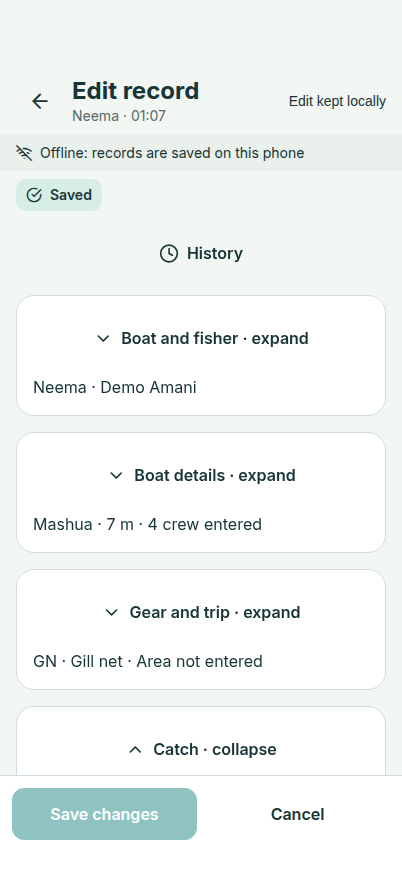 Edit record
Neema · 01:07
Edit kept locally
Offline: records are saved on this phone
Saved
History
Boat and fisher · expand
Neema · Demo Amani
Boat details · expand
Mashua · 7 m · 4 crew entered
Gear and trip · expand
GN · Gill net · Area not entered
Catch · collapse
Save changes
Cancel